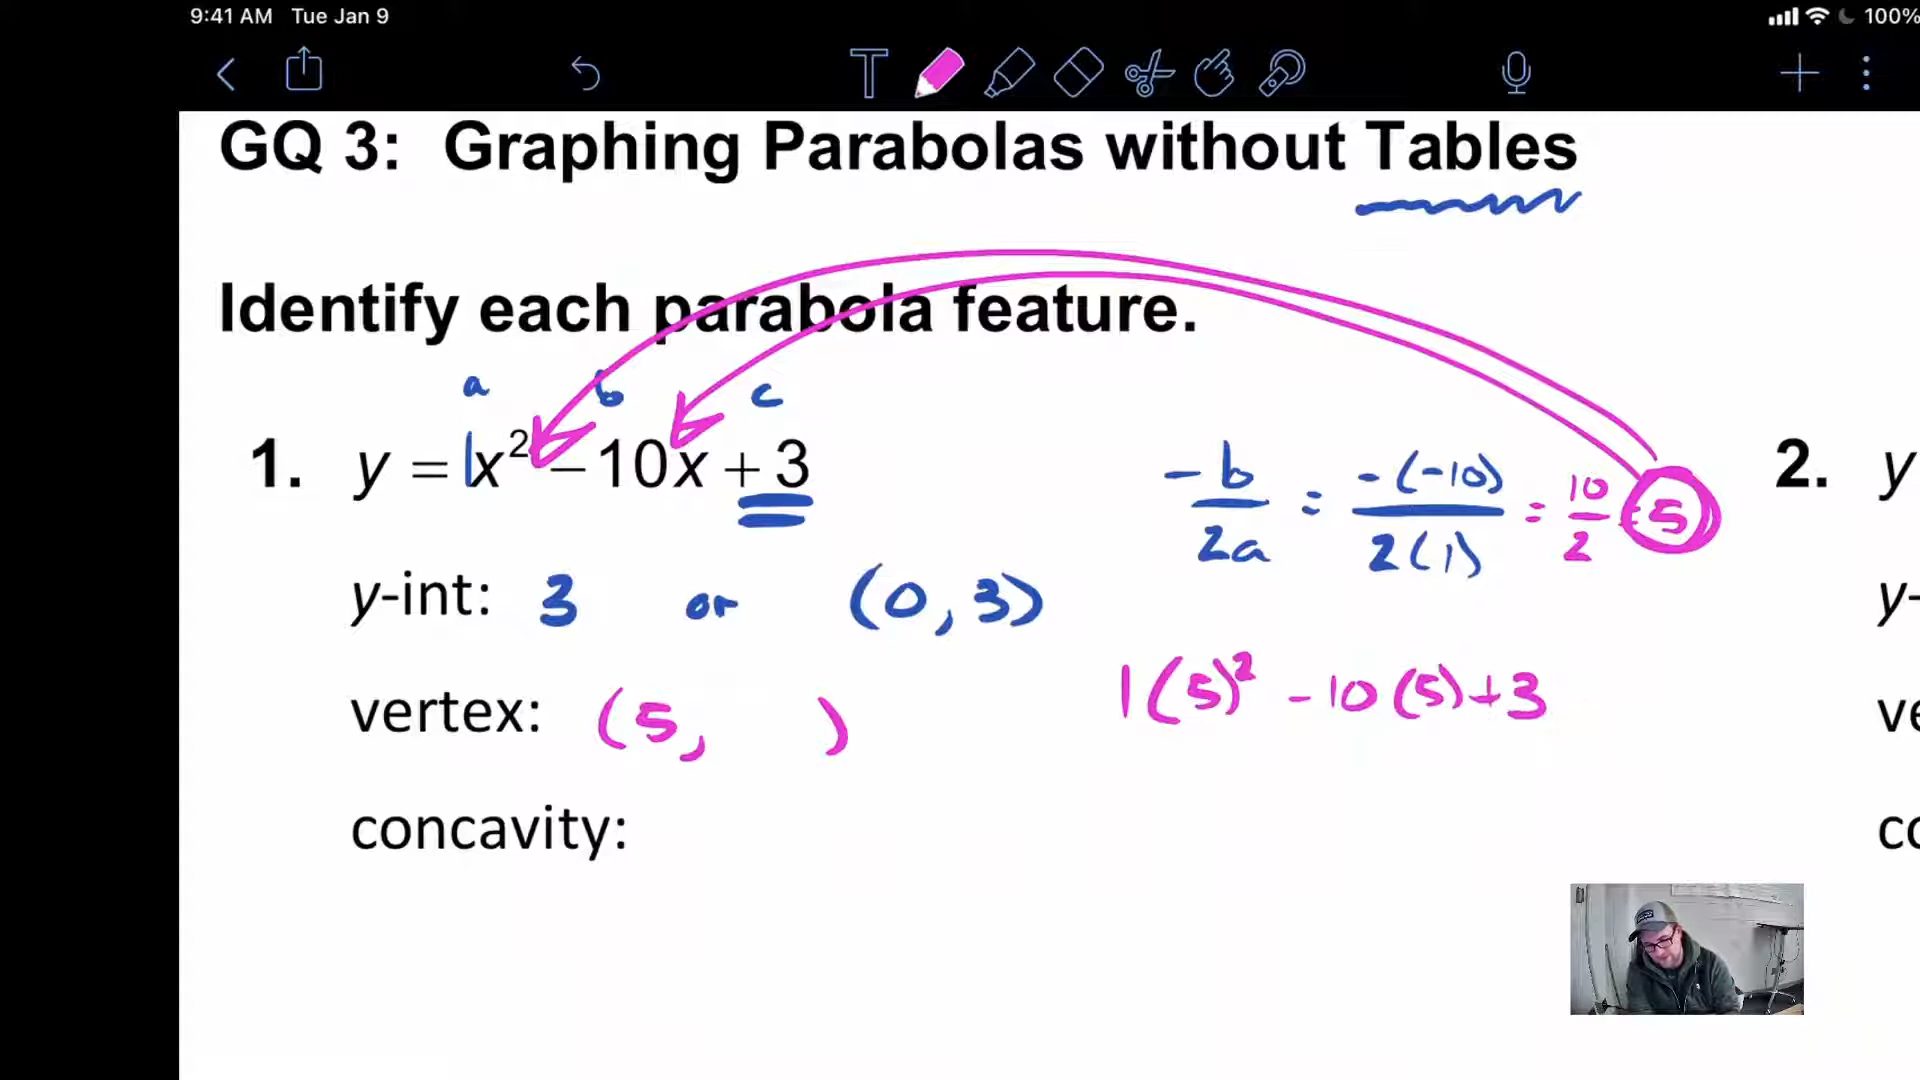 9:41 AM Tue Jan 9 100%
GQ 3: Graphing Parabolas without Tables
Identify each parabola feature.
a b c
1. y = 1x² − 10x + 3
-b/2a = -(-10)/2(1) = 10/2 = 5
2. y
y-int: 3 or (0, 3)
y-
1(5)² - 10(5) + 3
vertex: (5, )
ve
concavity:
co